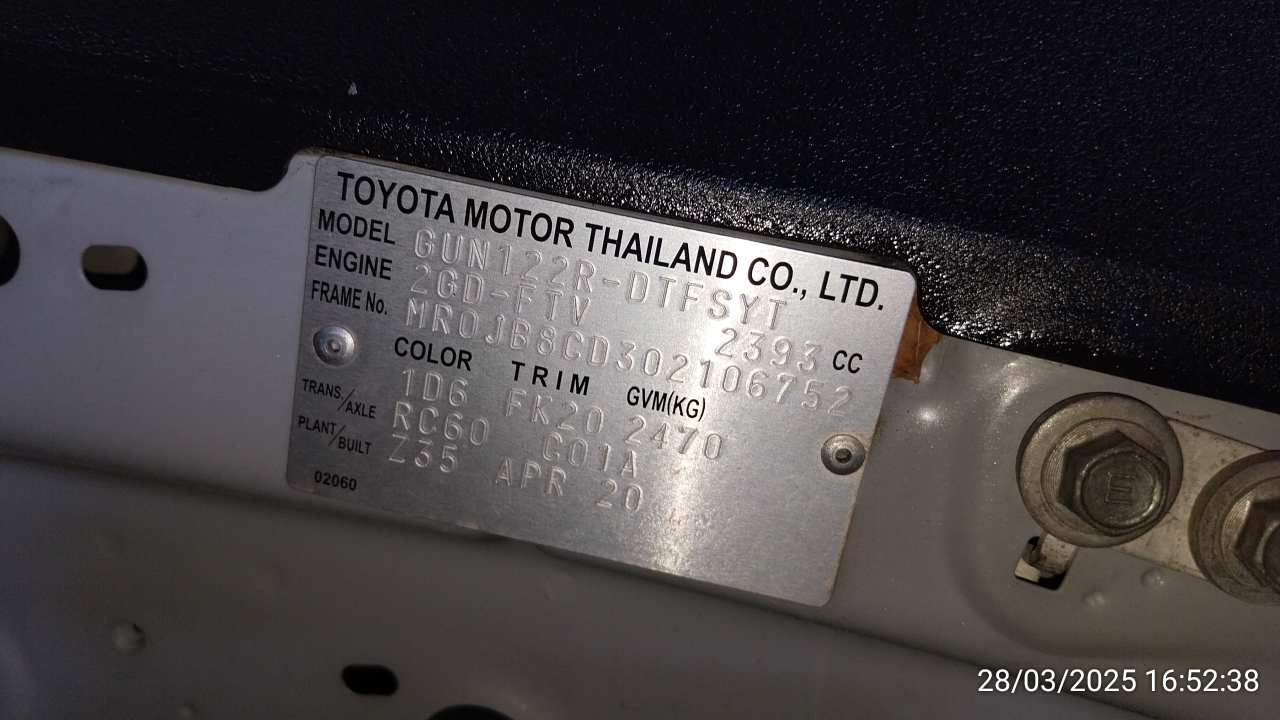 TOYOTA MOTOR THAILAND CO., LTD.
MODEL GUN122R-DTFSYT
ENGINE 2GD-FTV 2393 CC
FRAME No. MR0JB8CD302106752
COLOR TRIM GVM(KG)
1D6 FK20 2470
TRANS./AXLE RC60 C01A
PLANT/BUILT Z35 APR 20
02060
E
28/03/2025 16:52:38